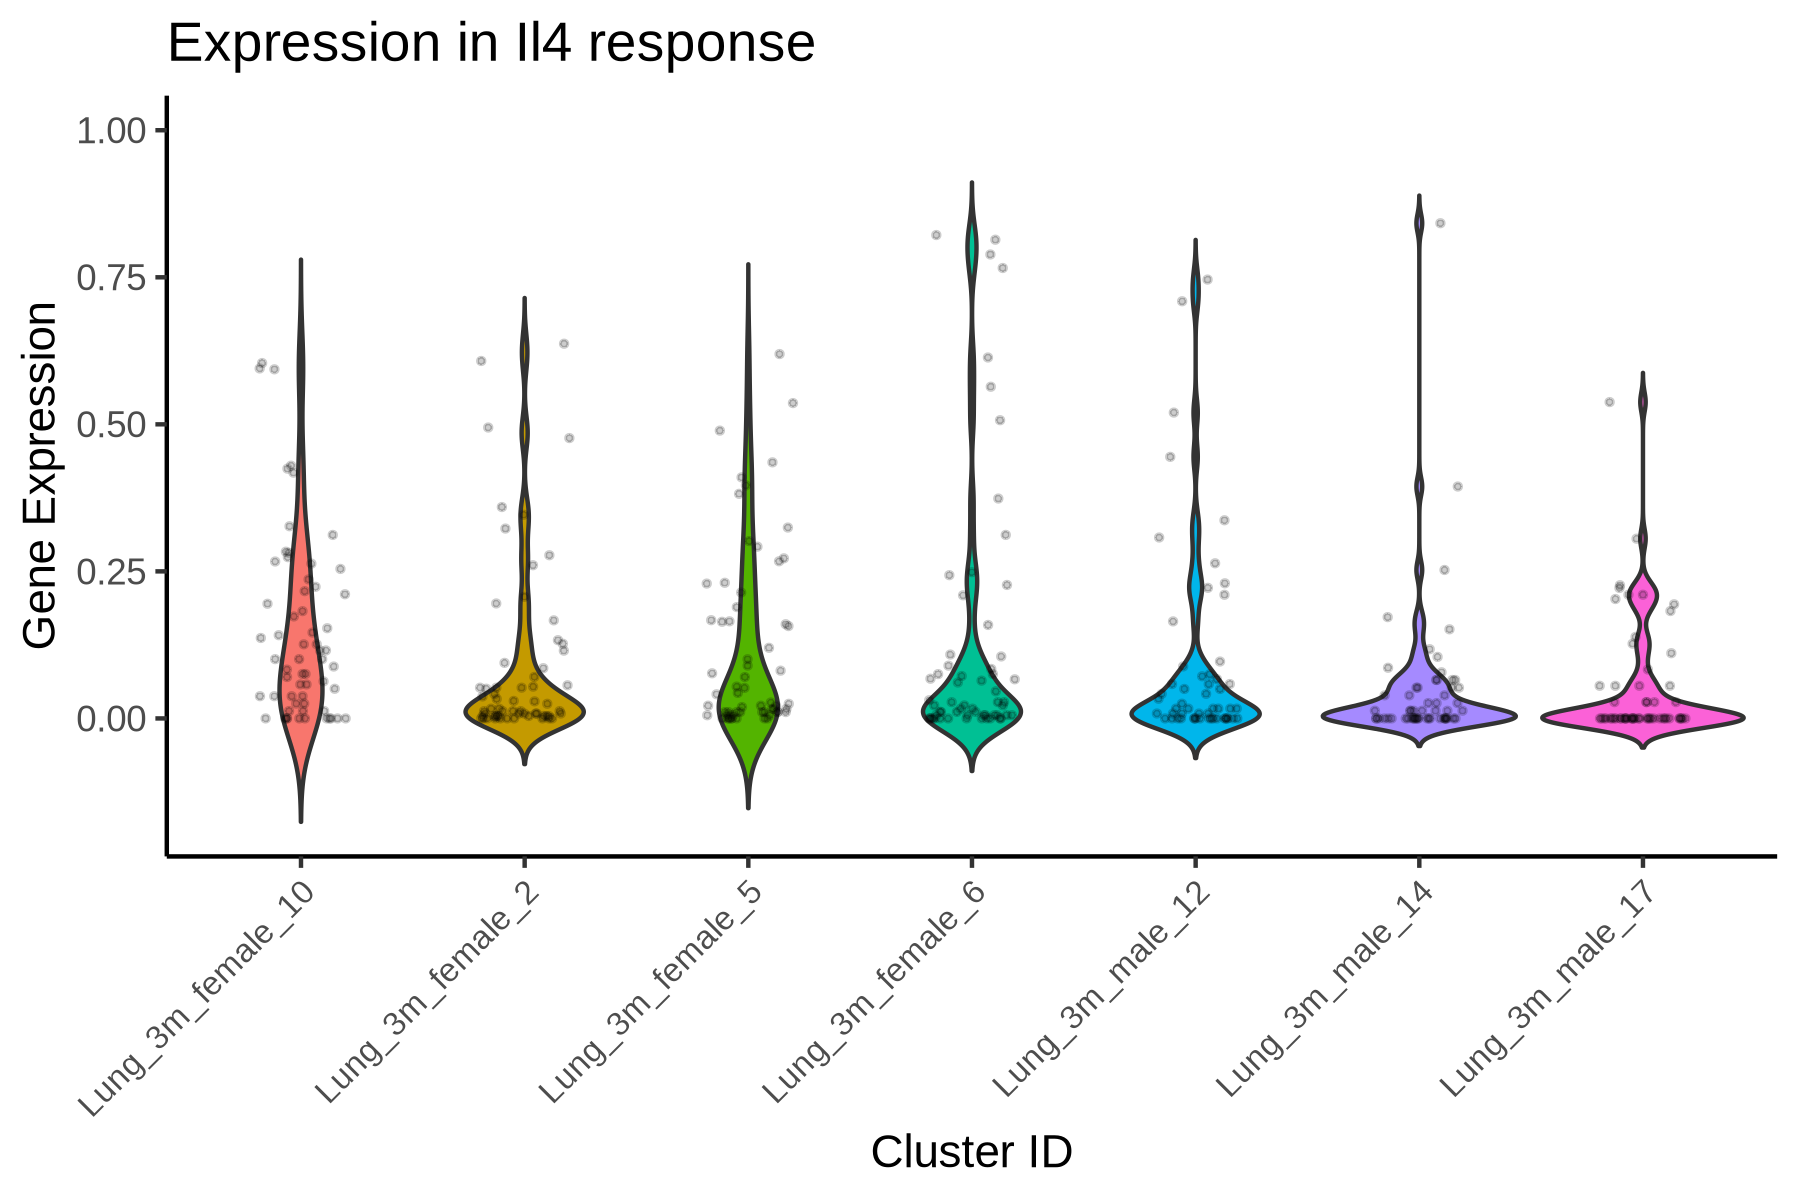 Expression in Il4 response
Gene Expression
1.00
0.75
0.50
0.25
0.00
Lung_3m_female_10
Lung_3m_female_2
Lung_3m_female_5
Lung_3m_female_6
Lung_3m_male_12
Lung_3m_male_14
Lung_3m_male_17
Cluster ID